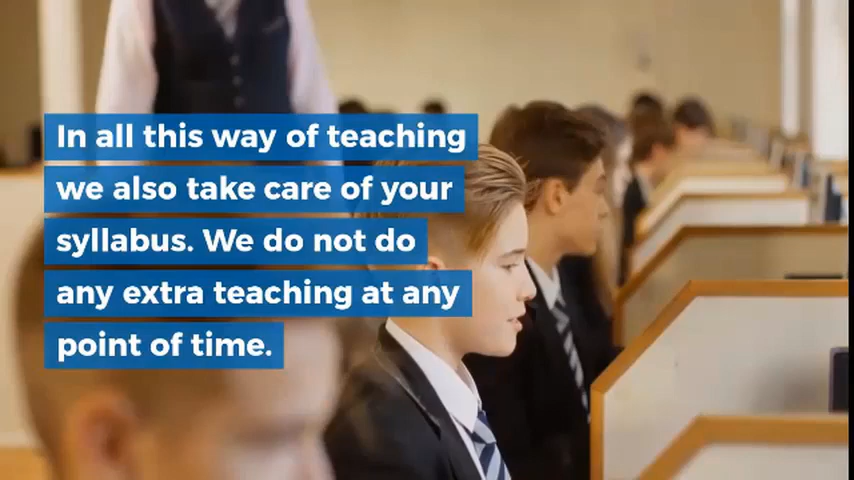 In all this way of teaching
we also take care of your
syllabus. We do not do
any extra teaching at any
point of time.